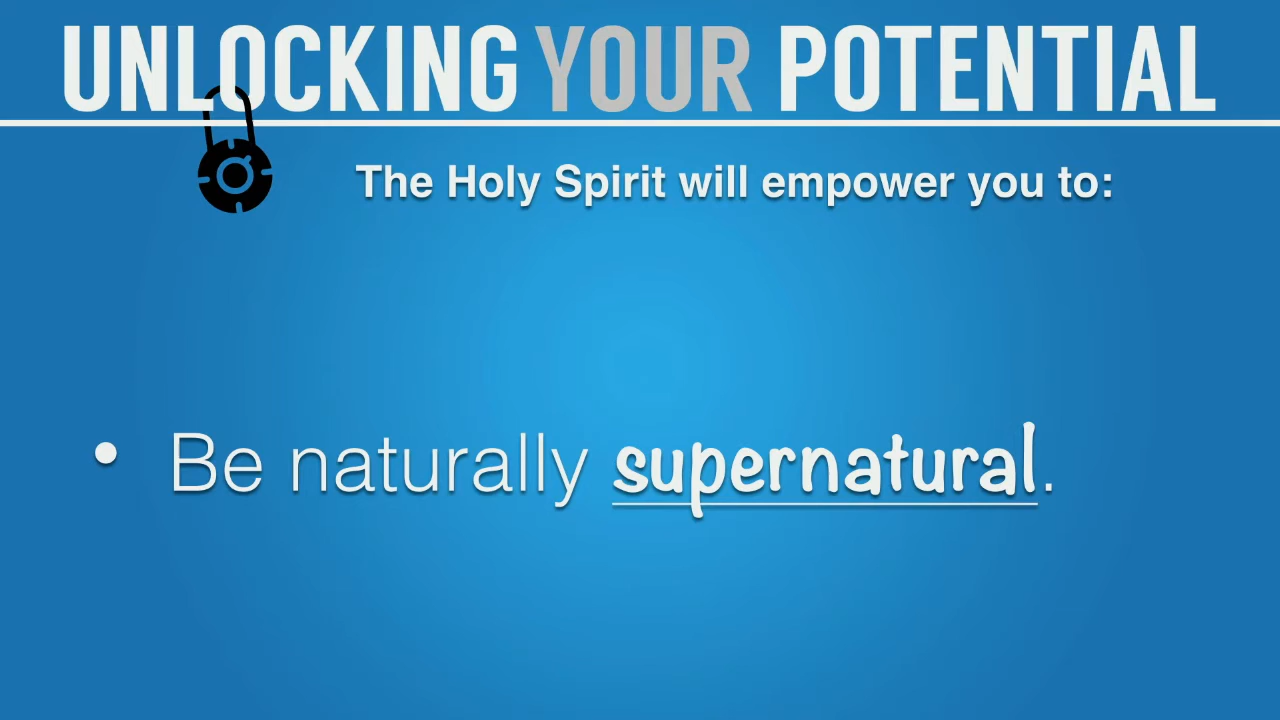 UNLOCKING YOUR POTENTIAL
The Holy Spirit will empower you to:
• Be naturally supernatural.